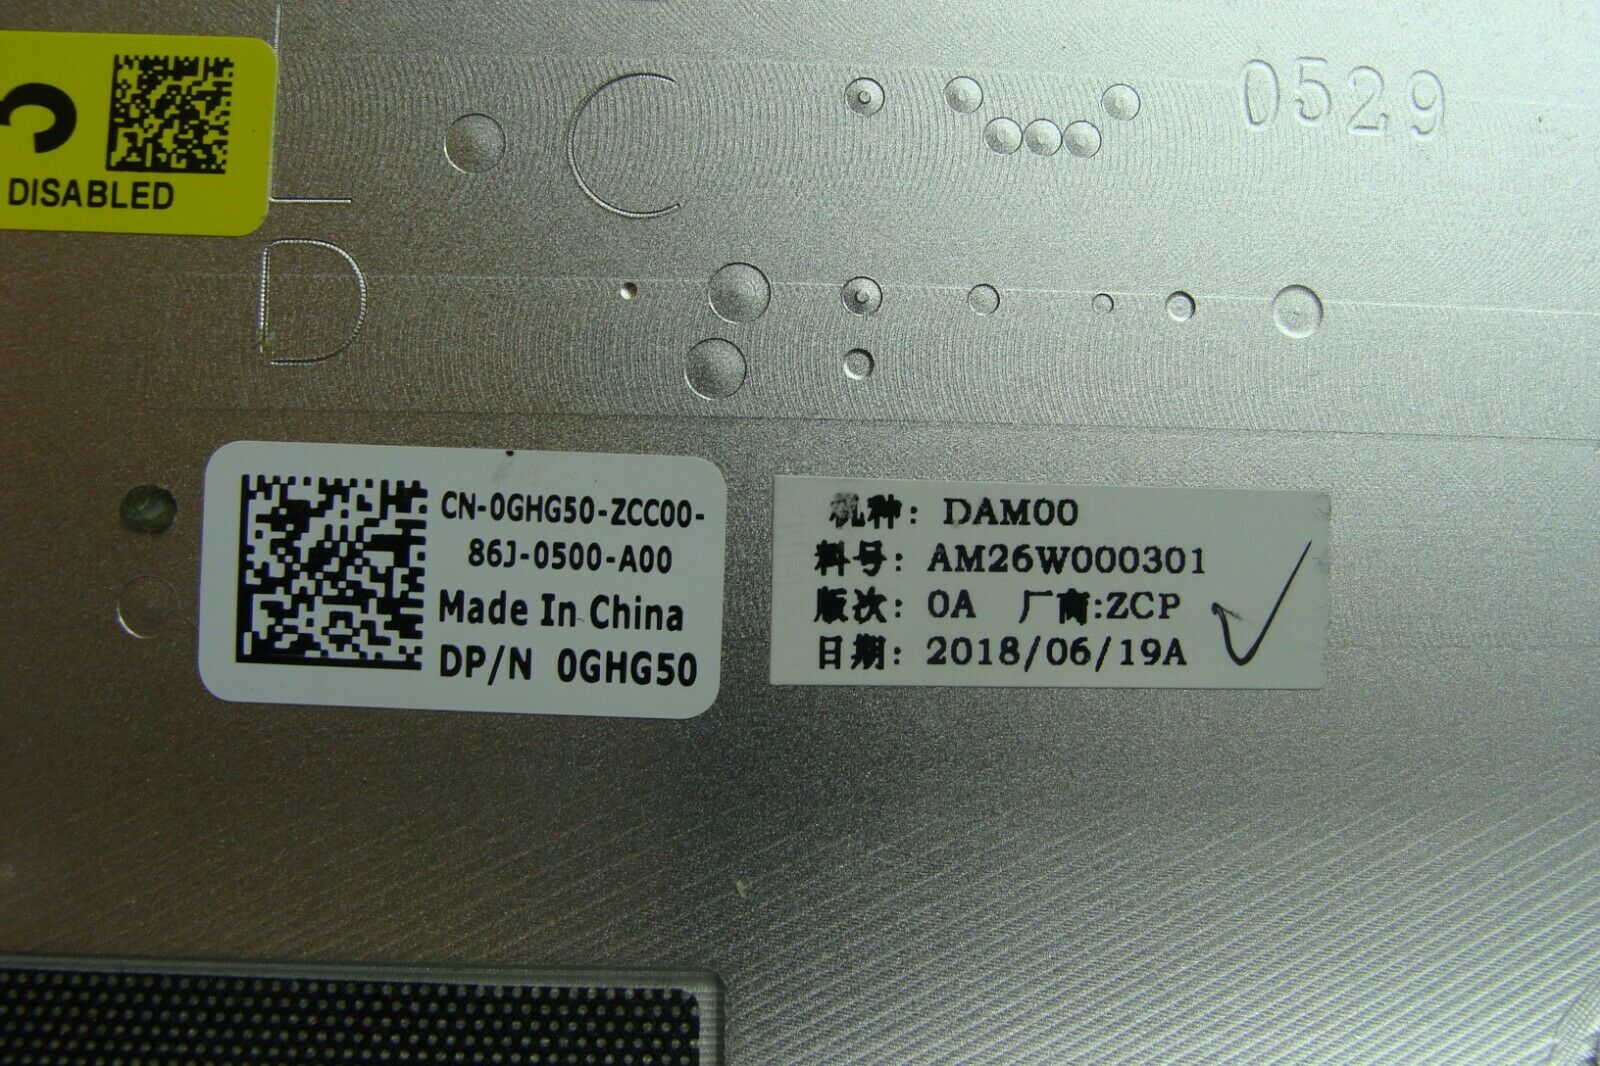 DISABLED
C
0529
D
CN-0GHG50-ZCC00-
86J-0500-A00
Made In China
DP/N 0GHG50
机种: DAM00
料号: AM26W000301
版次: 0A 厂商:ZCP
日期: 2018/06/19A